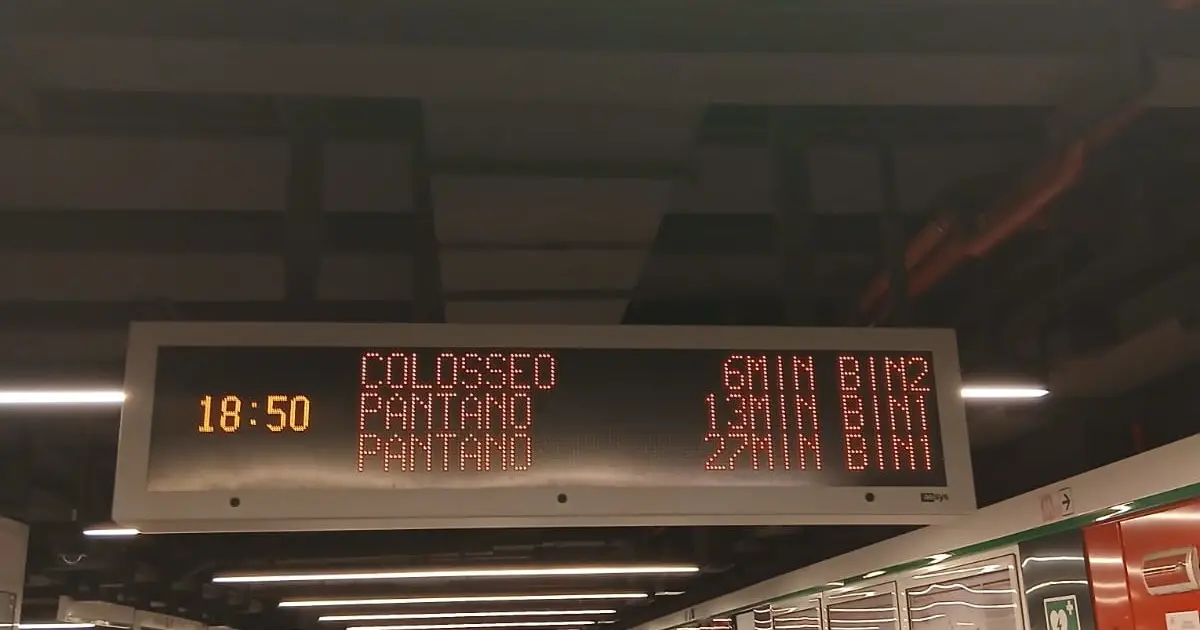 18:50
COLOSSEO 6MIN BIN2
PANTANO 13MIN BIN1
PANTANO 27MIN BIN1